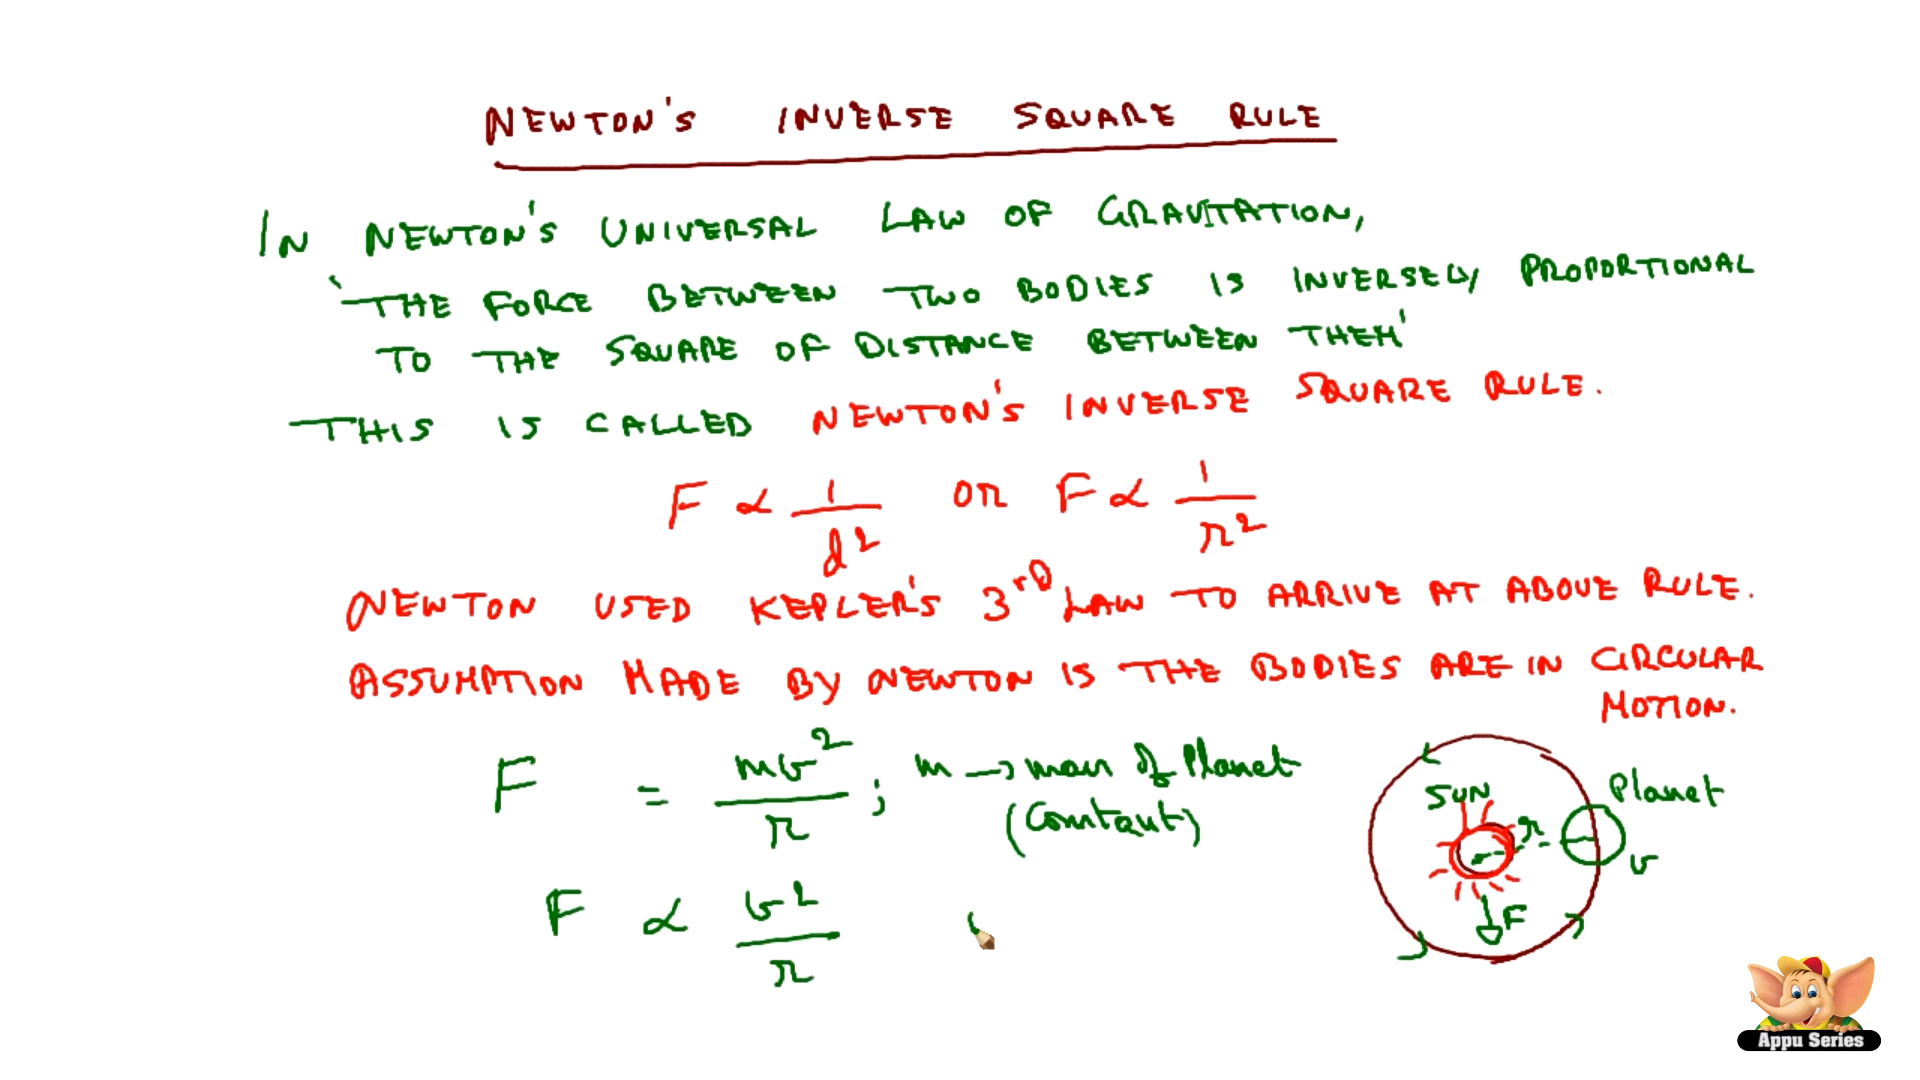 NEWTON'S INVERSE SQUARE RULE
IN NEWTON'S UNIVERSAL LAW OF GRAVITATION,
'THE FORCE BETWEEN TWO BODIES IS INVERSELY PROPORTIONAL
TO THE SQUARE OF DISTANCE BETWEEN THEM'
THIS IS CALLED NEWTON'S INVERSE SQUARE RULE.
F ∝ 1/d² or F ∝ 1/r²
NEWTON USED KEPLER'S 3rD LAW TO ARRIVE AT ABOVE RULE.
ASSUMPTION MADE BY NEWTON IS THE BODIES ARE IN CIRCULAR
MOTION.
F = mv²/r ; m → mass of Planet
(Constant)
F ∝ v²/r
SUN
Planet
r
v
F
Appu Series